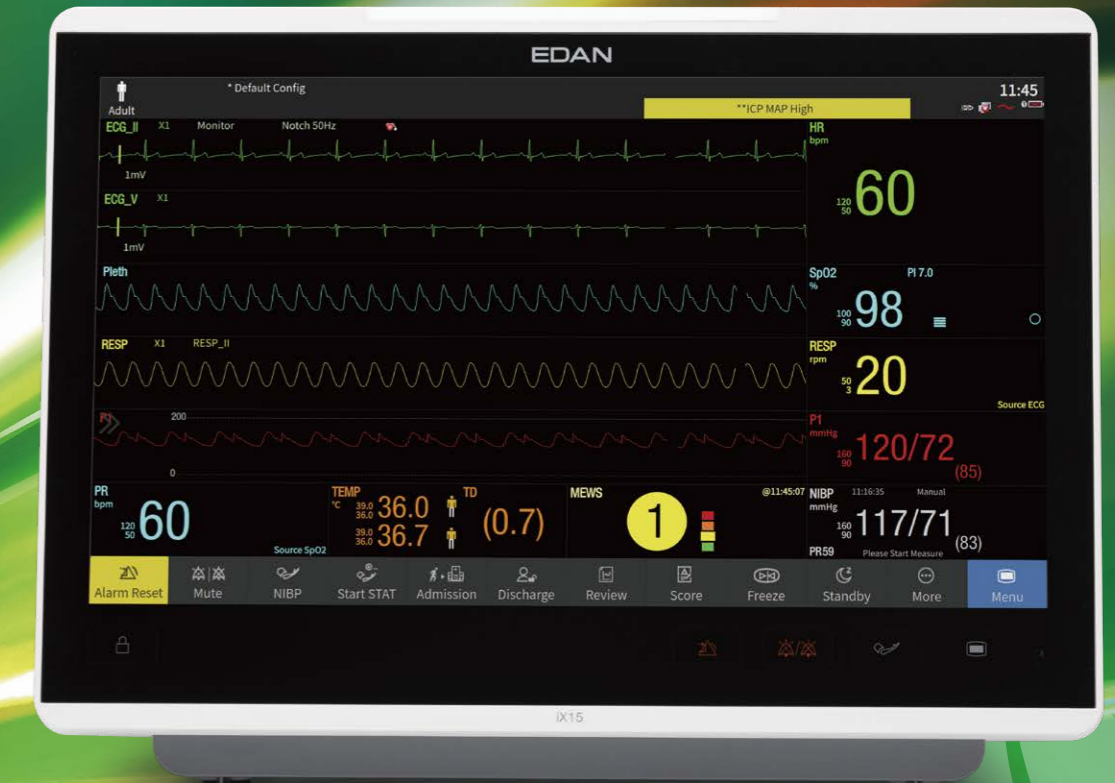 EDAN
* Default Config
11:45
Adult
**ICP MAP High
ECG_II X1 Monitor Notch 50Hz
1mV
HR
bpm
120
50
60
ECG_V X1
1mV
Pleth
SpO2 PI 7.0
%
100
90
98
RESP X1 RESP_II
RESP
rpm
50
3
20
Source ECG
P1 200
0
P1
mmHg
160
90
120/72
(85)
PR
bpm
120
50
60
Source SpO2
TEMP TD
°C
39.0
36.0
36.0
39.0
36.0
36.7
(0.7)
MEWS @11:45:07
1
NIBP 11:16:35 Manual
mmHg
160
90
117/71
(83)
PR59 Please Start Measure
Alarm Reset Mute NIBP Start STAT Admission Discharge Review Score Freeze Standby More Menu
iX15